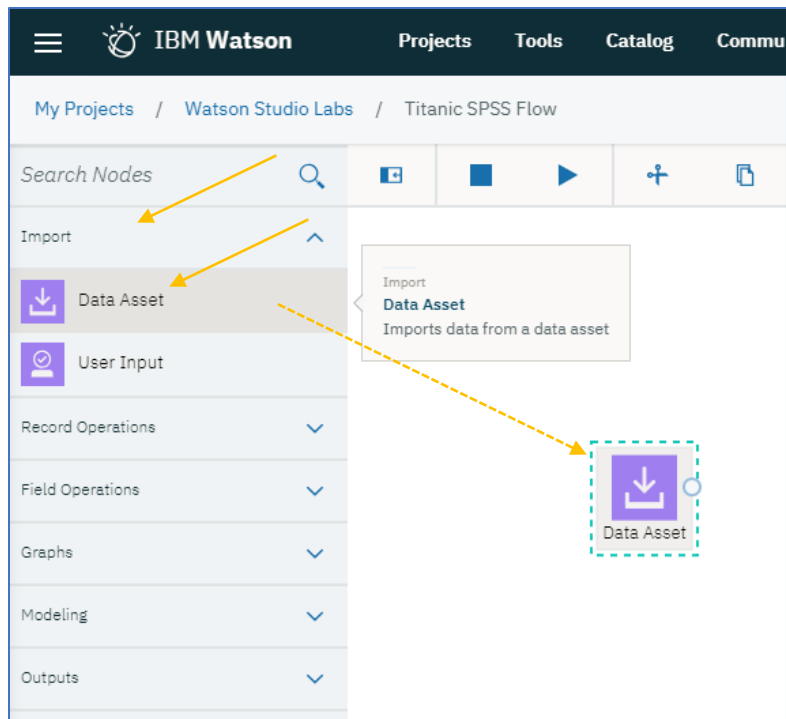 IBM Watson Projects Tools Catalog Commu
My Projects / Watson Studio Labs / Titanic SPSS Flow
Search Nodes
Import
Data Asset
User Input
Record Operations
Field Operations
Graphs
Modeling
Outputs
Import
Data Asset
Imports data from a data asset
Data Asset